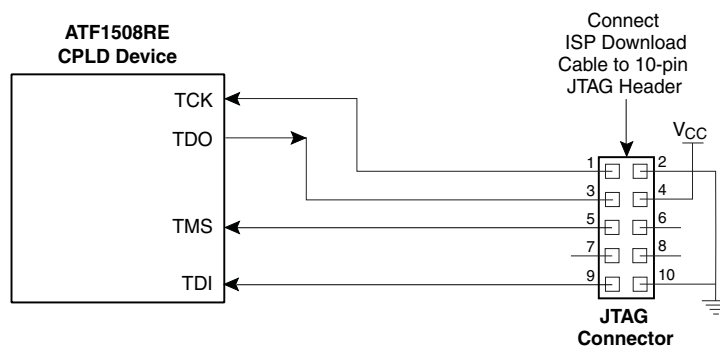 ATF1508RE
CPLD Device
TCK
TDO
TMS
TDI
Connect
ISP Download
Cable to 10-pin
JTAG Header
VCC
1
2
3
4
5
6
7
8
9
10
JTAG
Connector